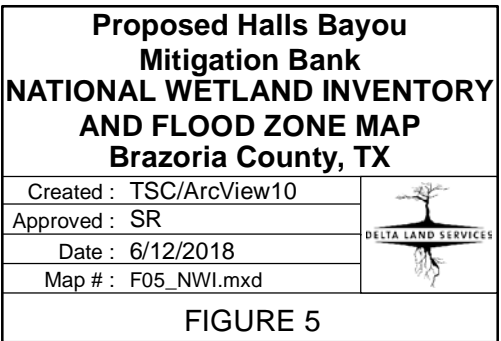 Proposed Halls Bayou
Mitigation Bank
NATIONAL WETLAND INVENTORY
AND FLOOD ZONE MAP
Brazoria County, TX
Created : TSC/ArcView10
Approved : SR
Date : 6/12/2018
Map # : F05_NWI.mxd
DELTA LAND SERVICES
FIGURE 5